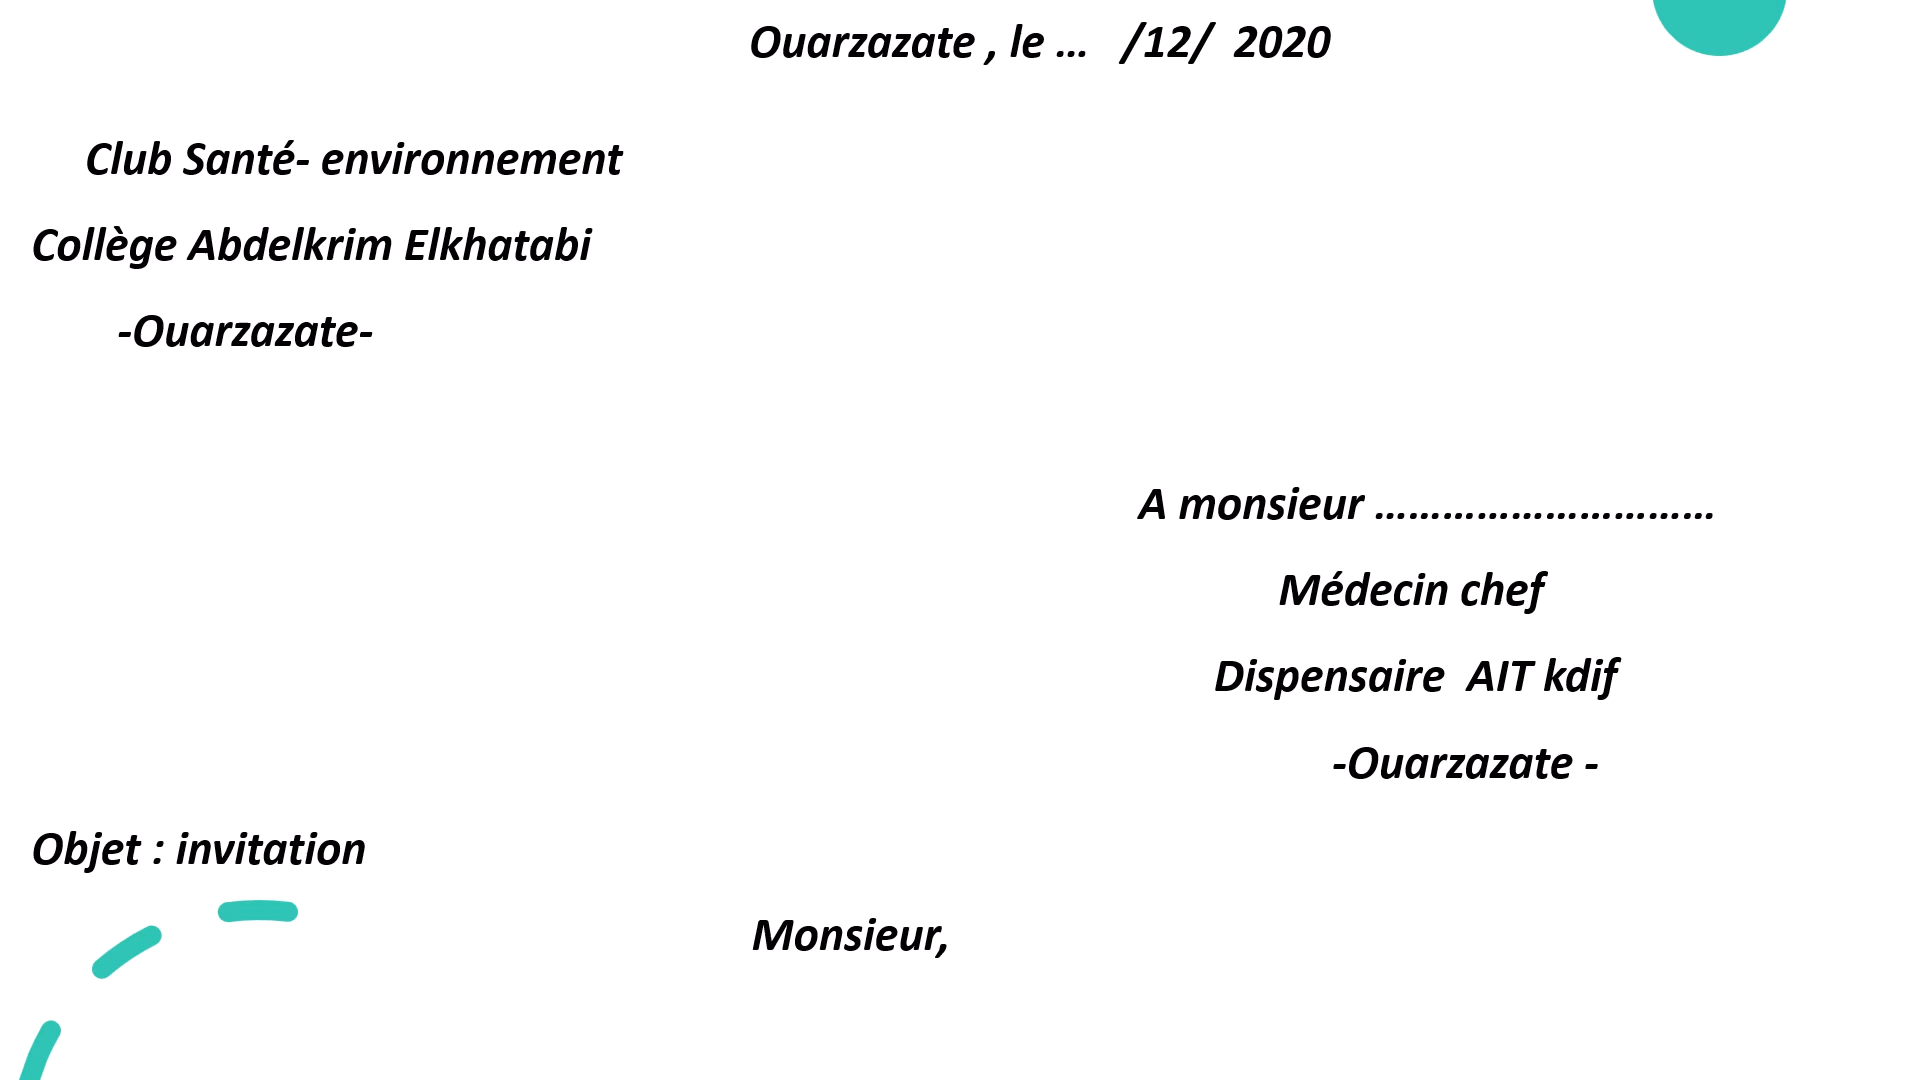 Ouarzazate , le ... /12/ 2020
Club Santé- environnement
Collège Abdelkrim Elkhatabi
-Ouarzazate-
A monsieur ..............................
Médecin chef
Dispensaire AIT kdif
-Ouarzazate -
Objet : invitation
Monsieur,